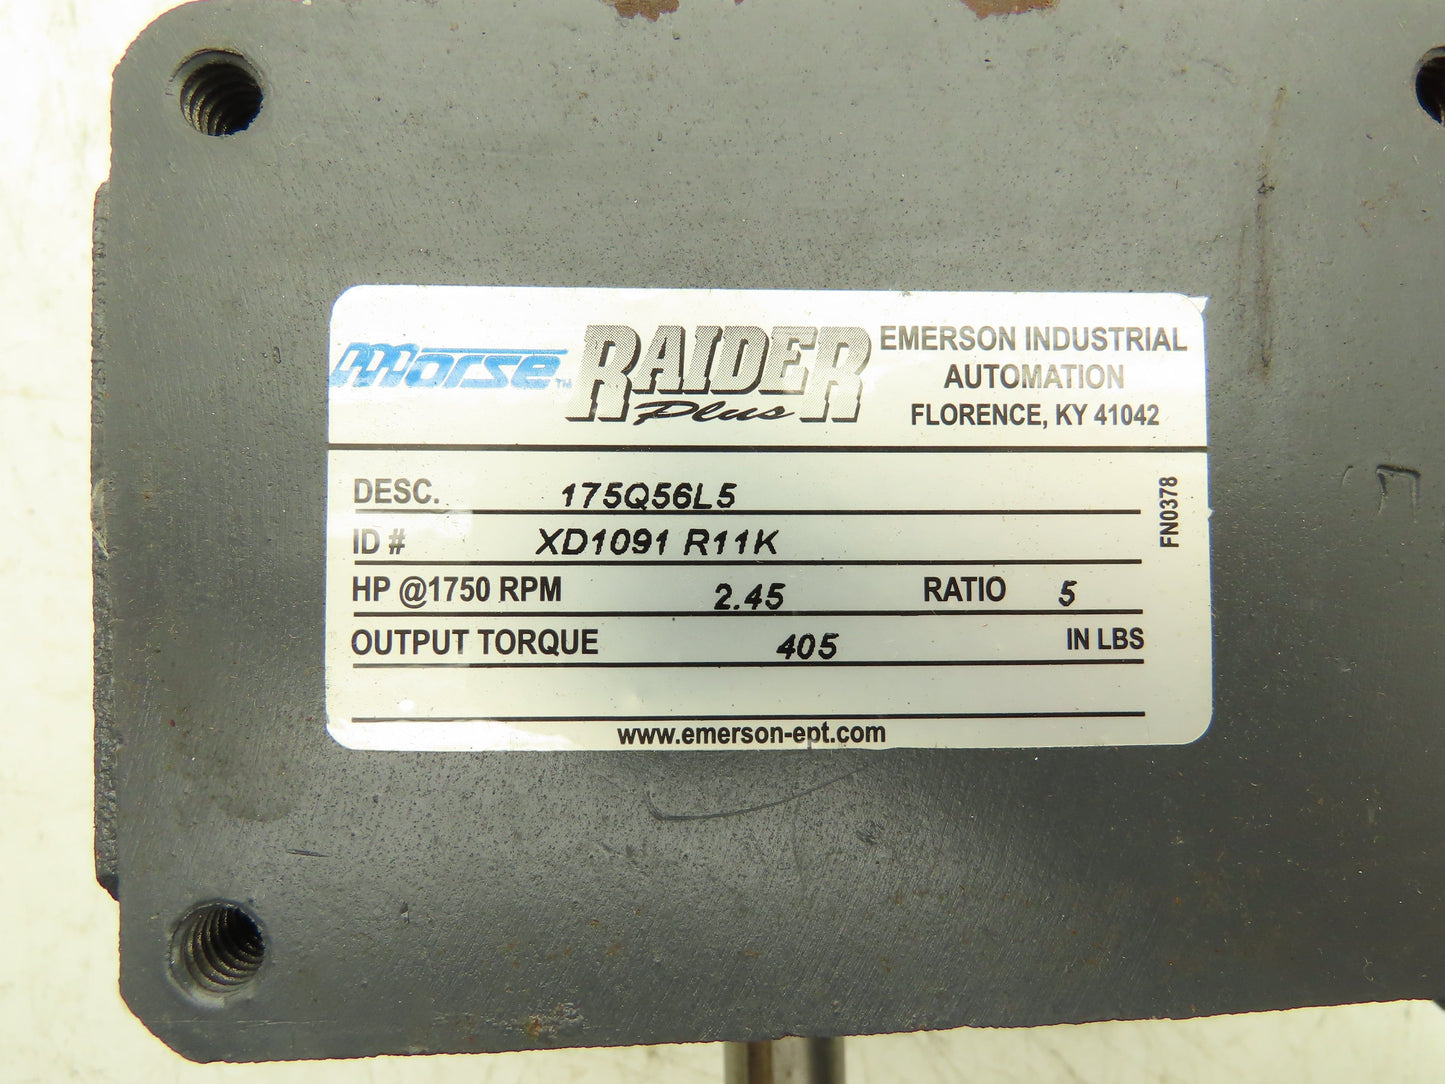 Morse™ RAIDER Plus
EMERSON INDUSTRIAL
AUTOMATION
FLORENCE, KY 41042
DESC. 175Q56L5
ID # XD1091 R11K
HP @1750 RPM 2.45 RATIO 5
OUTPUT TORQUE 405 IN LBS
FN0378
www.emerson-ept.com